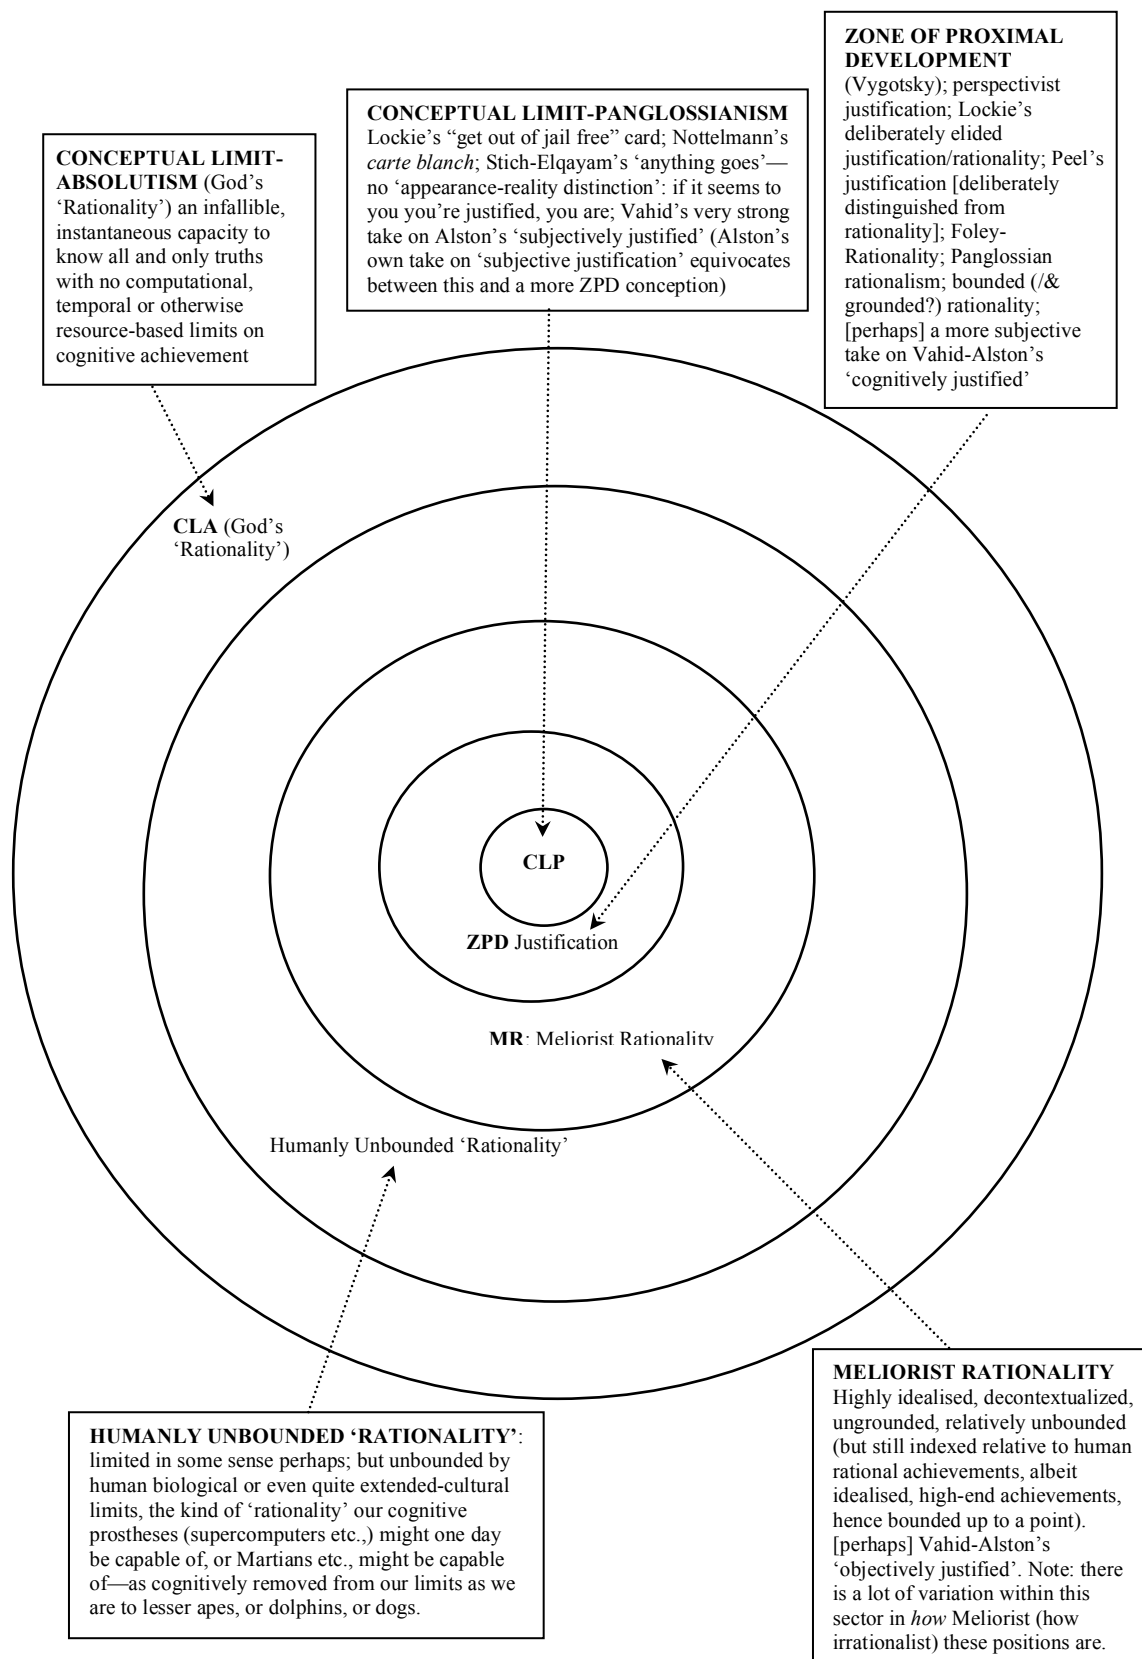 ZONE OF PROXIMAL
DEVELOPMENT
(Vygotsky); perspectivist
justification; Lockie's
deliberately elided
justification/rationality; Peel's
justification [deliberately
distinguished from
rationality]; Foley-
Rationality; Panglossian
rationalism; bounded (/&
grounded?) rationality;
[perhaps] a more subjective
take on Vahid-Alston's
‘cognitively justified’
CONCEPTUAL LIMIT-PANGLOSSIANISM
Lockie's “get out of jail free” card; Nottelmann's
carte blanch; Stich-Elqayam's ‘anything goes’—
no ‘appearance-reality distinction’: if it seems to
you you're justified, you are; Vahid's very strong
take on Alston's ‘subjectively justified’ (Alston's
own take on ‘subjective justification’ equivocates
between this and a more ZPD conception)
CONCEPTUAL LIMIT-
ABSOLUTISM (God's
‘Rationality’) an infallible,
instantaneous capacity to
know all and only truths
with no computational,
temporal or otherwise
resource-based limits on
cognitive achievement
CLA (God's
‘Rationality’)
CLP
ZPD Justification
MR: Meliorist Rationality
Humanly Unbounded ‘Rationality’
MELIORIST RATIONALITY
Highly idealised, decontextualized,
ungrounded, relatively unbounded
(but still indexed relative to human
rational achievements, albeit
idealised, high-end achievements,
hence bounded up to a point).
[perhaps] Vahid-Alston's
‘objectively justified’. Note: there
is a lot of variation within this
sector in how Meliorist (how
irrationalist) these positions are.
HUMANLY UNBOUNDED ‘RATIONALITY’:
limited in some sense perhaps; but unbounded by
human biological or even quite extended-cultural
limits, the kind of ‘rationality’ our cognitive
prostheses (supercomputers etc.,) might one day
be capable of, or Martians etc., might be capable
of—as cognitively removed from our limits as we
are to lesser apes, or dolphins, or dogs.